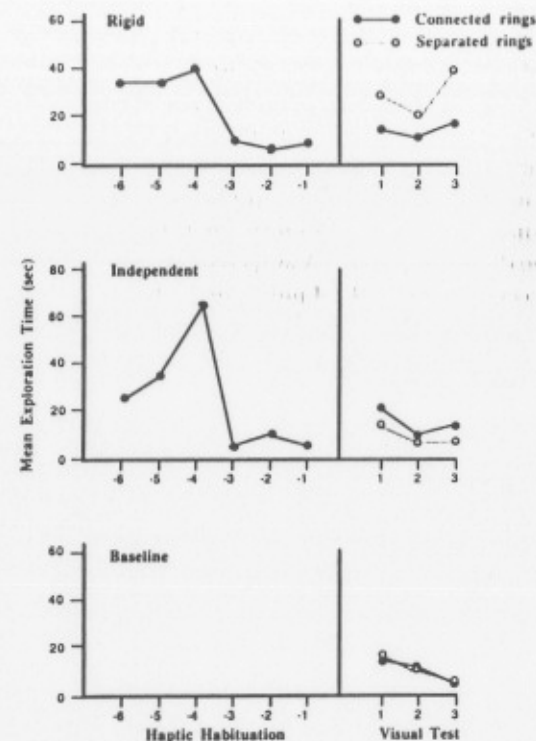 60
Rigid
Connected rings
Separated rings
40
20
0
-6 -5 -4 -3 -2 -1
1 2 3
Mean Exploration Time (sec)
80
Independent
60
40
20
0
-6 -5 -4 -3 -2 -1
1 2 3
60
Baseline
40
20
0
-6 -5 -4 -3 -2 -1
1 2 3
Haptic Habituation
Visual Test